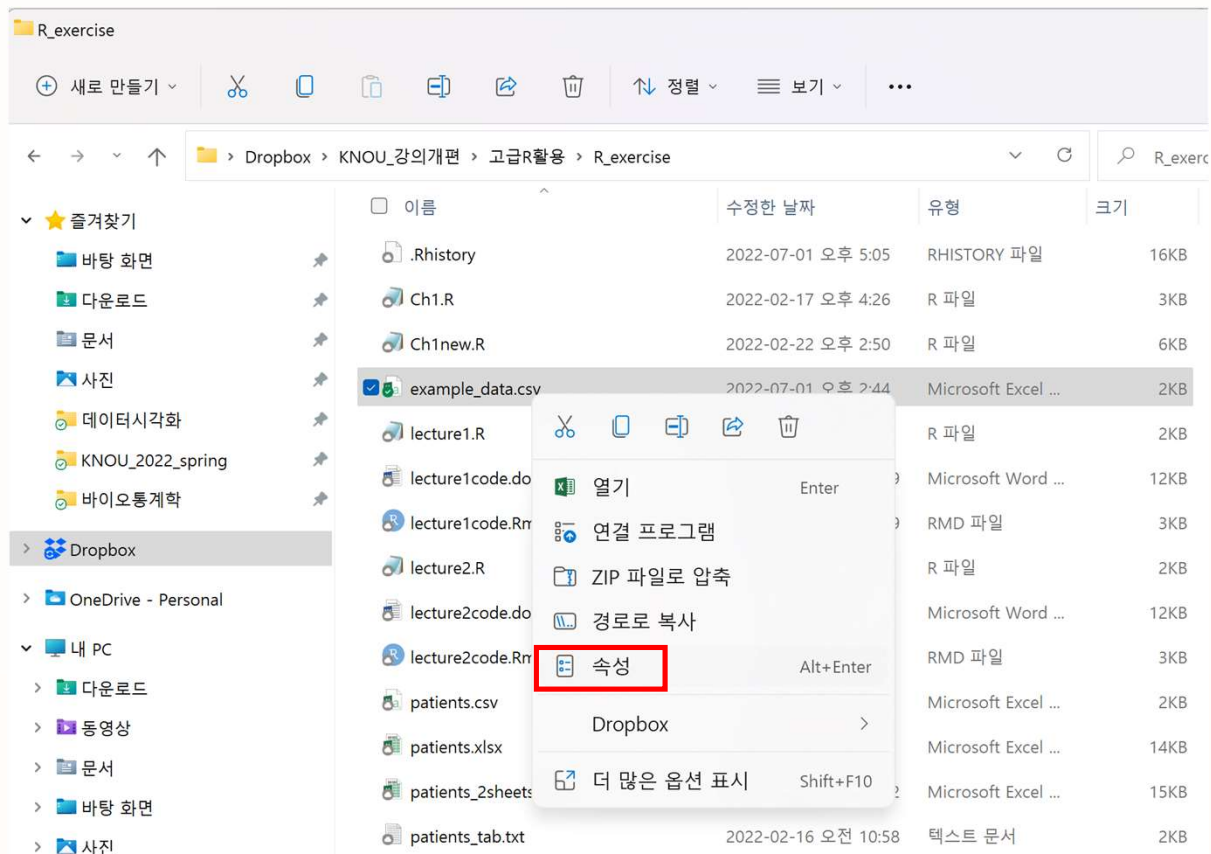 R_exercise
새로 만들기 정렬 보기 •••
Dropbox › KNOU_강의개편 › 고급R활용 › R_exercise R_exerc
즐겨찾기
바탕 화면
다운로드
문서
사진
데이터시각화
KNOU_2022_spring
바이오통계학
Dropbox
OneDrive - Personal
내 PC
다운로드
동영상
문서
바탕 화면
사진
이름 수정한 날짜 유형 크기
.Rhistory 2022-07-01 오후 5:05 RHISTORY 파일 16KB
Ch1.R 2022-02-17 오후 4:26 R 파일 3KB
Ch1new.R 2022-02-22 오후 2:50 R 파일 6KB
example_data.csv 2022-07-01 오후 2:44 Microsoft Excel ... 2KB
lecture1.R R 파일 2KB
lecture1code.do Microsoft Word ... 12KB
lecture1code.Rm RMD 파일 3KB
lecture2.R R 파일 2KB
lecture2code.do Microsoft Word ... 12KB
lecture2code.Rm RMD 파일 3KB
patients.csv Microsoft Excel ... 2KB
patients.xlsx Microsoft Excel ... 14KB
patients_2sheets Microsoft Excel ... 15KB
patients_tab.txt 2022-02-16 오전 10:58 텍스트 문서 2KB
열기 Enter
연결 프로그램
ZIP 파일로 압축
경로로 복사
속성 Alt+Enter
Dropbox
더 많은 옵션 표시 Shift+F10